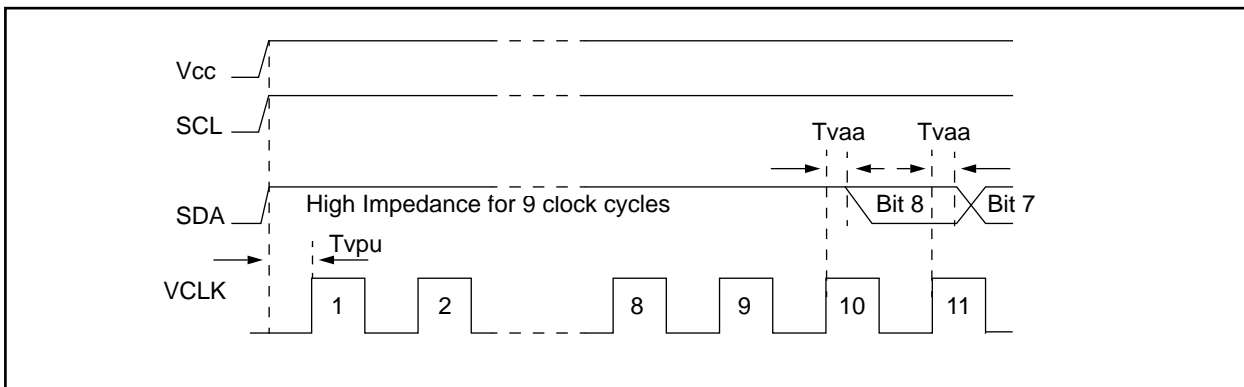 Vcc
SCL
Tvaa Tvaa
SDA High Impedance for 9 clock cycles Bit 8 Bit 7
Tvpu
VCLK
1 2 8 9 10 11